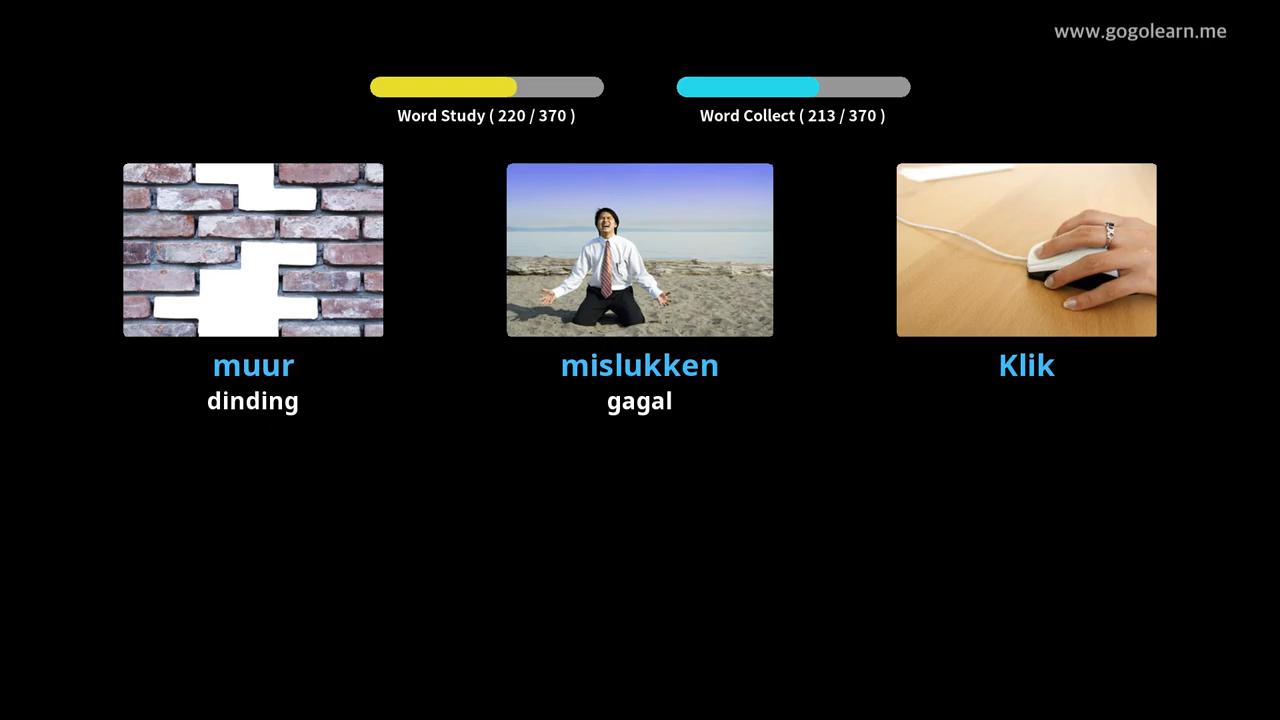 www.gogolearn.me
Word Study ( 220 / 370 )
Word Collect ( 213 / 370 )
muur
mislukken
Klik
dinding
gagal